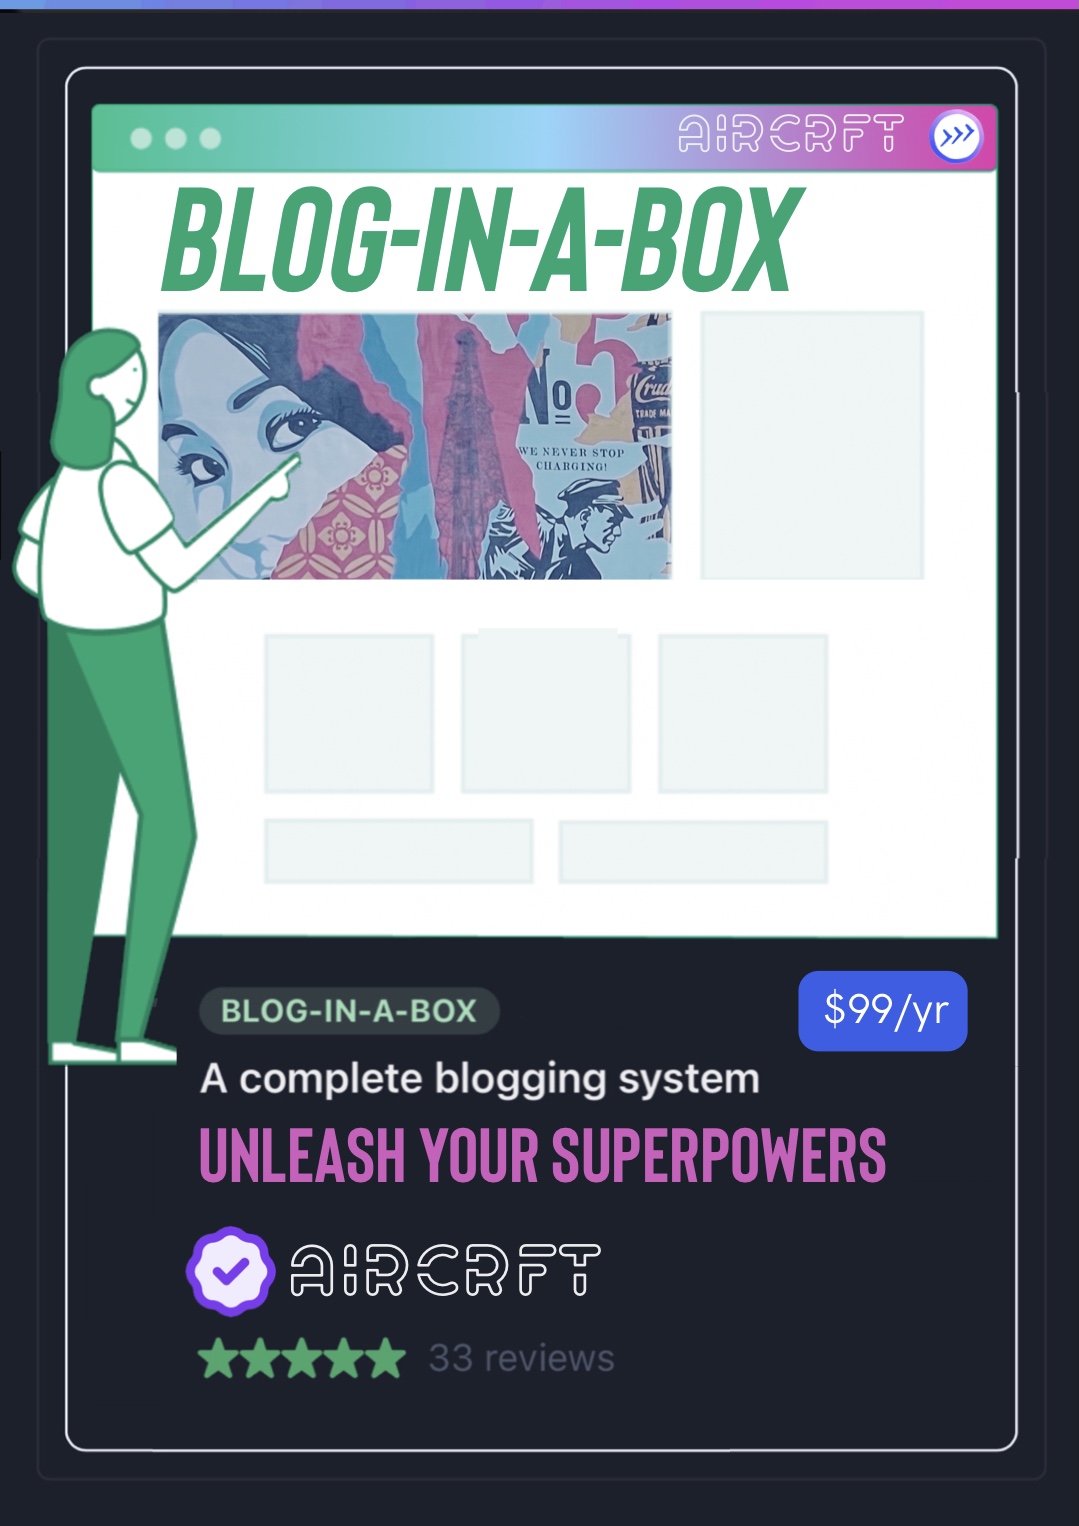 AIRCRFT
BLOG-IN-A-BOX
No 5
TRADE
WE NEVER STOP
CHARGING!
BLOG-IN-A-BOX
$99/yr
A complete blogging system
UNLEASH YOUR SUPERPOWERS
AIRCRFT
33 reviews